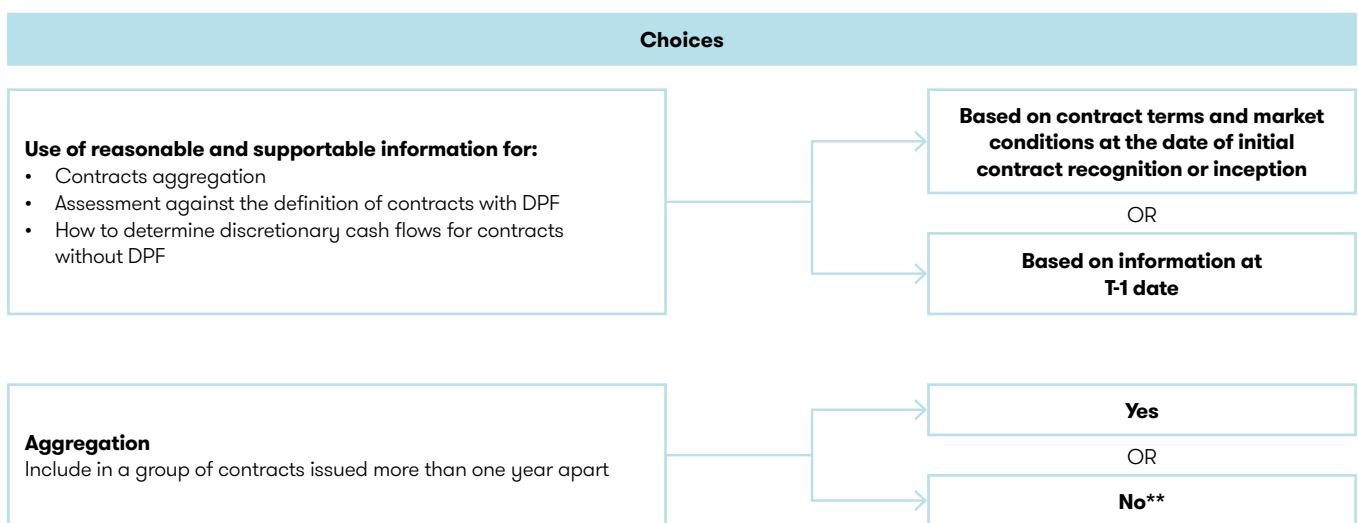 Choices
Use of reasonable and supportable information for:
• Contracts aggregation
• Assessment against the definition of contracts with DPF
• How to determine discretionary cash flows for contracts
without DPF
Based on contract terms and market
conditions at the date of initial
contract recognition or inception
OR
Based on information at
T-1 date
Aggregation
Include in a group of contracts issued more than one year apart
Yes
OR
No**